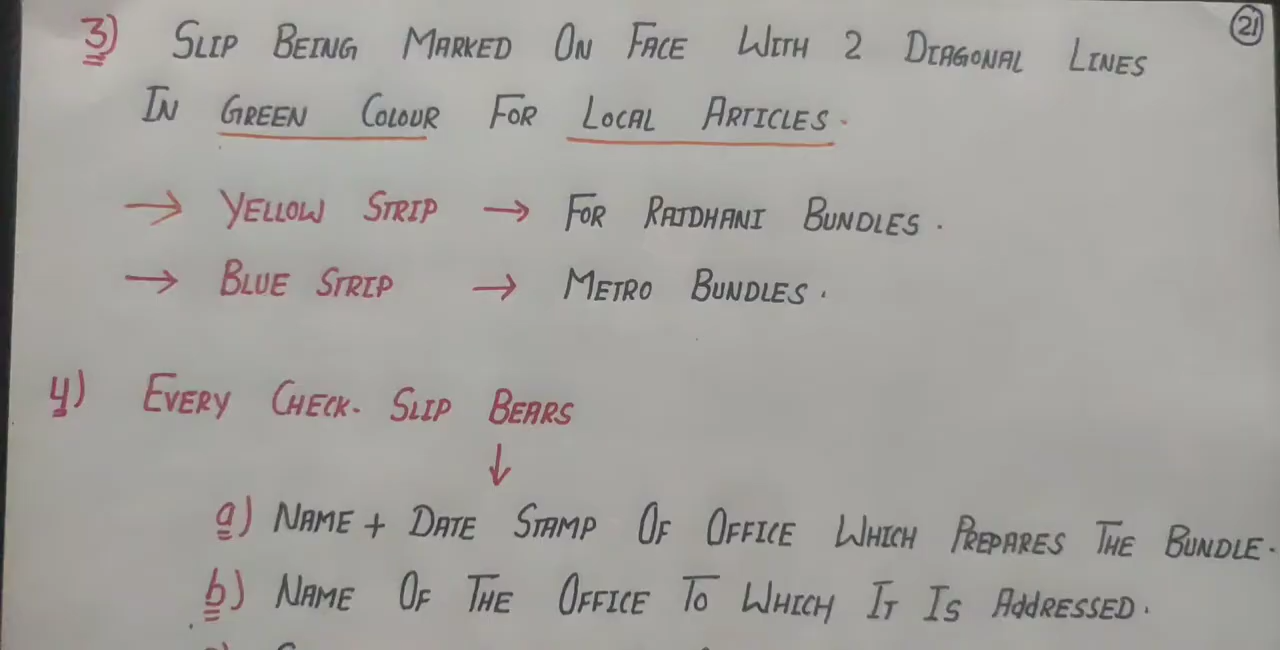 21
3) SLIP BEING MARKED ON FACE WITH 2 DIAGONAL LINES
IN GREEN COLOUR FOR LOCAL ARTICLES.
→ YELLOW STRIP → FOR RAJDHANI BUNDLES.
→ BLUE STRIP → METRO BUNDLES.
4) EVERY CHECK-SLIP BEARS
↓
a) NAME + DATE STAMP OF OFFICE WHICH PREPARES THE BUNDLE.
b) NAME OF THE OFFICE TO WHICH IT IS ADDRESSED.